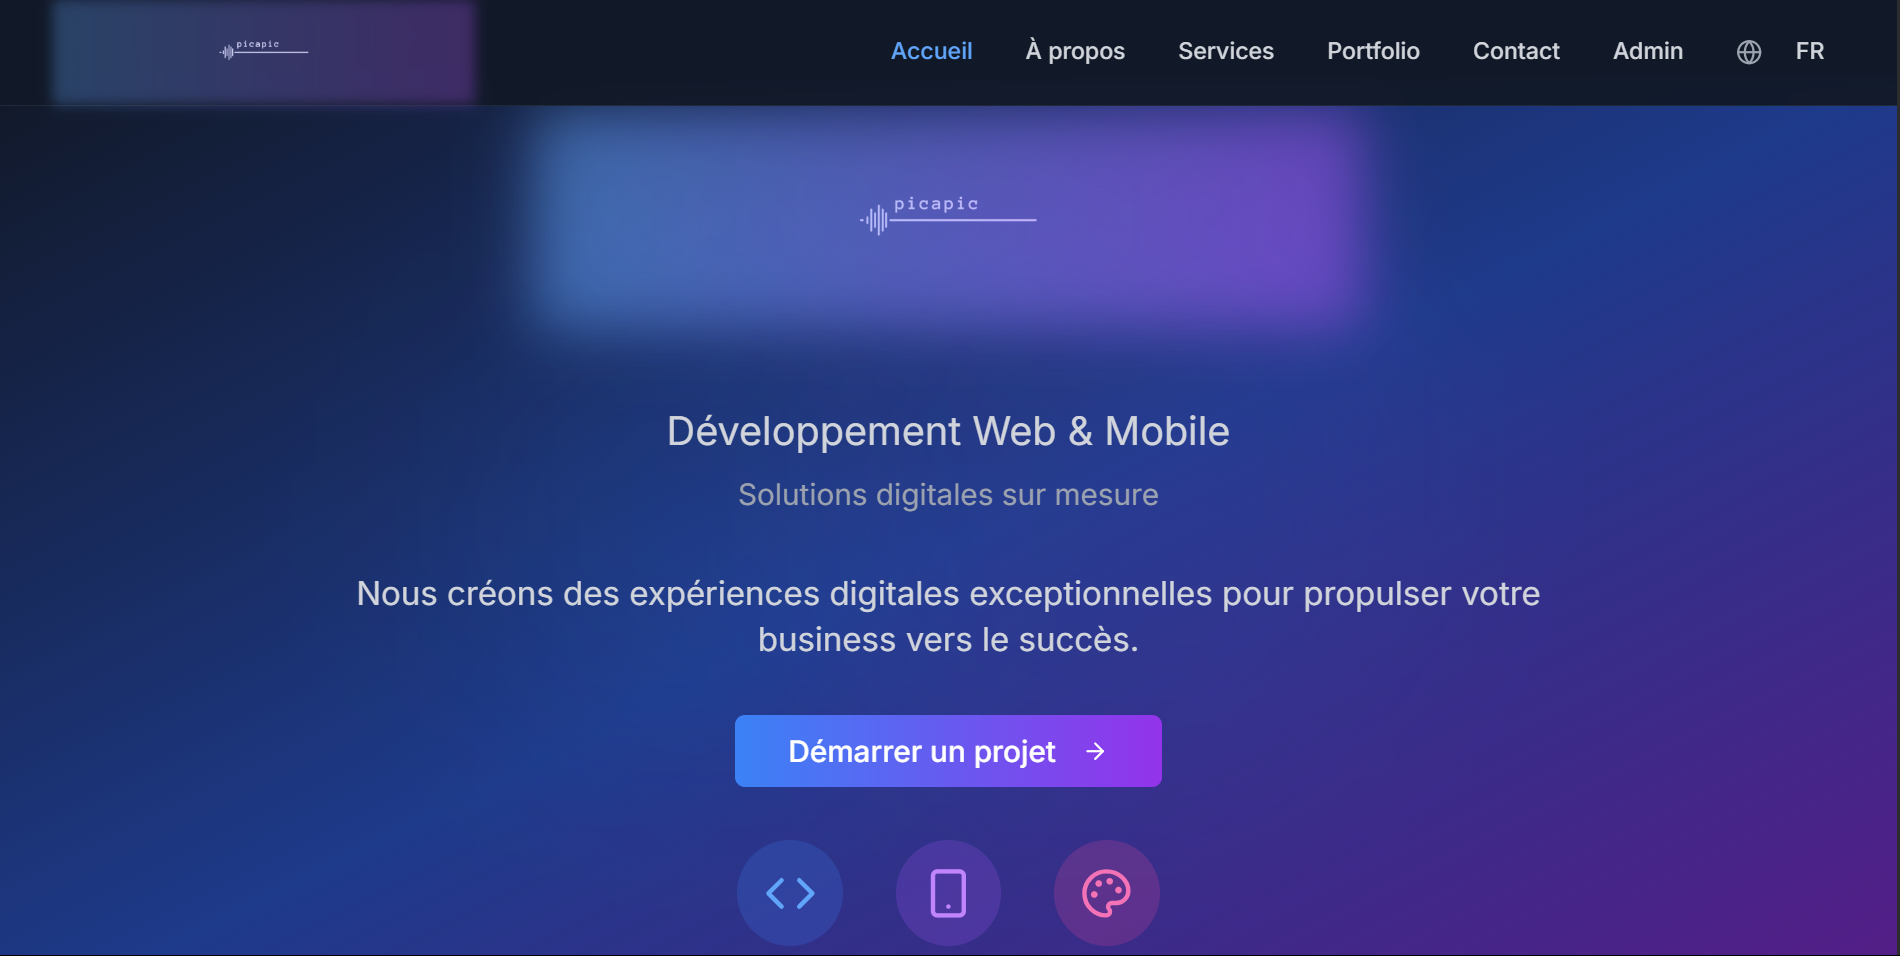 picapic
Accueil À propos Services Portfolio Contact Admin FR
picapic
Développement Web & Mobile
Solutions digitales sur mesure
Nous créons des expériences digitales exceptionnelles pour propulser votre
business vers le succès.
Démarrer un projet